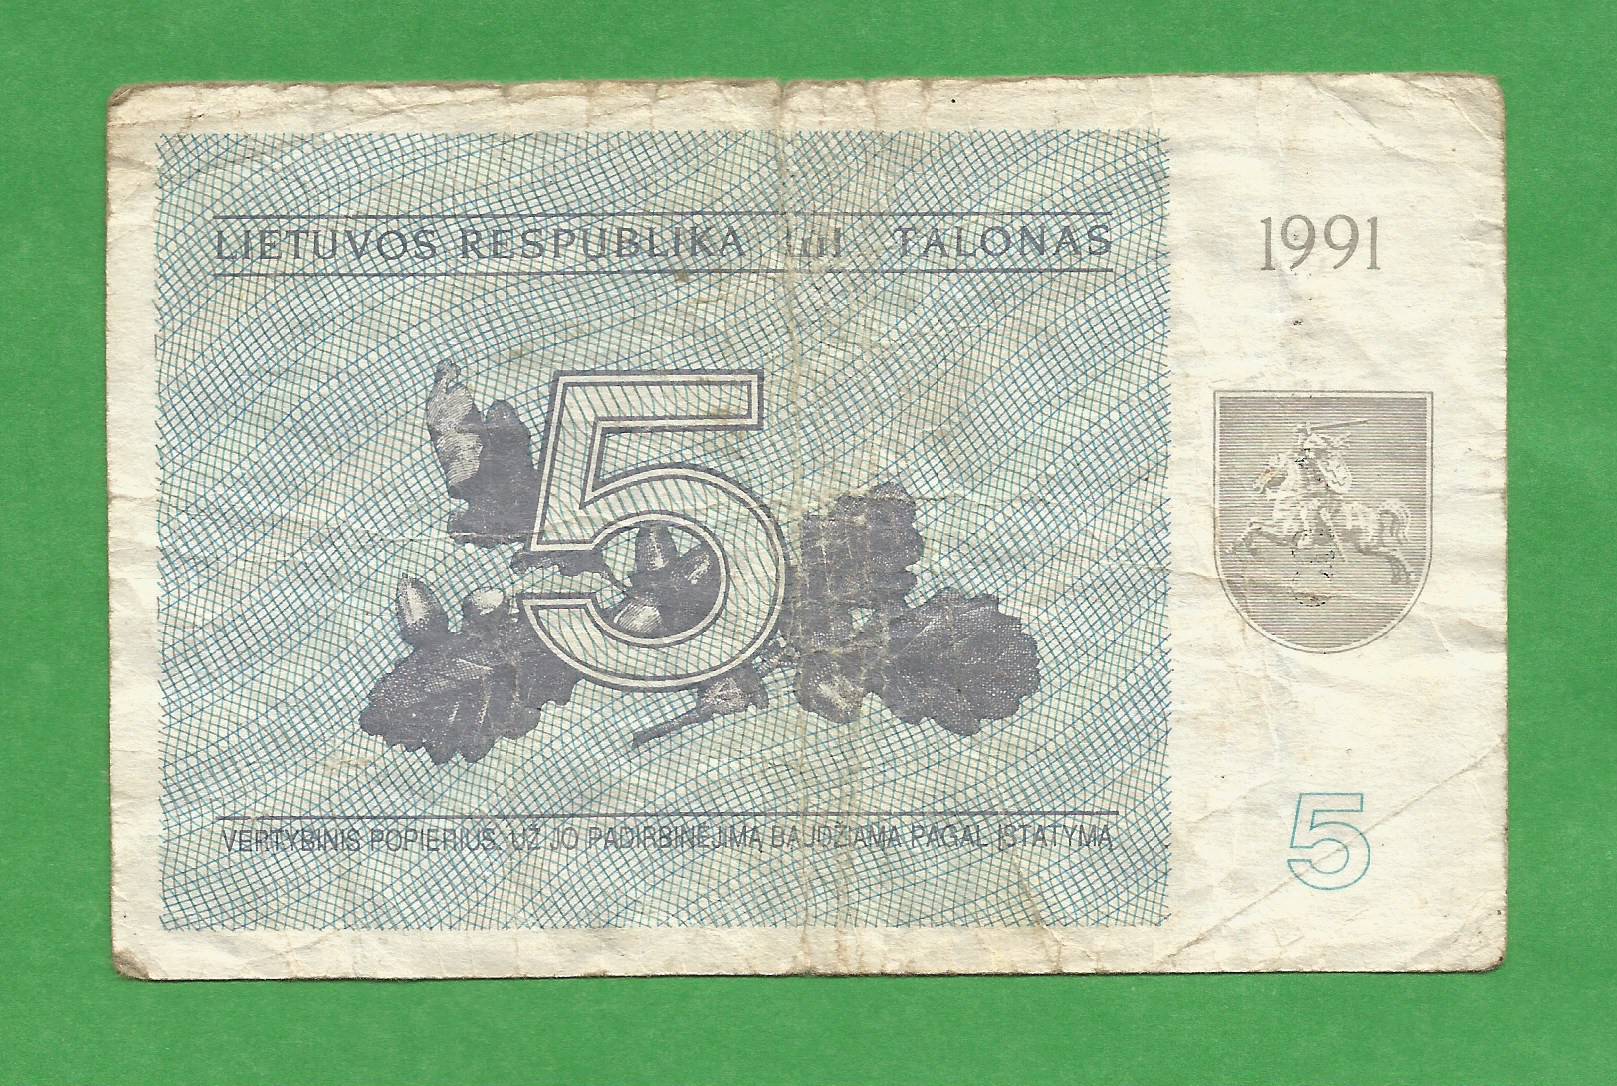 LIETUVOS RESPUBLIKA TALONAS
1991
5
VERTYBINIS POPIERIUS. UŽ JO PADIRBINĖJIMĄ BAUDŽIAMA PAGAL ĮSTATYMĄ
5